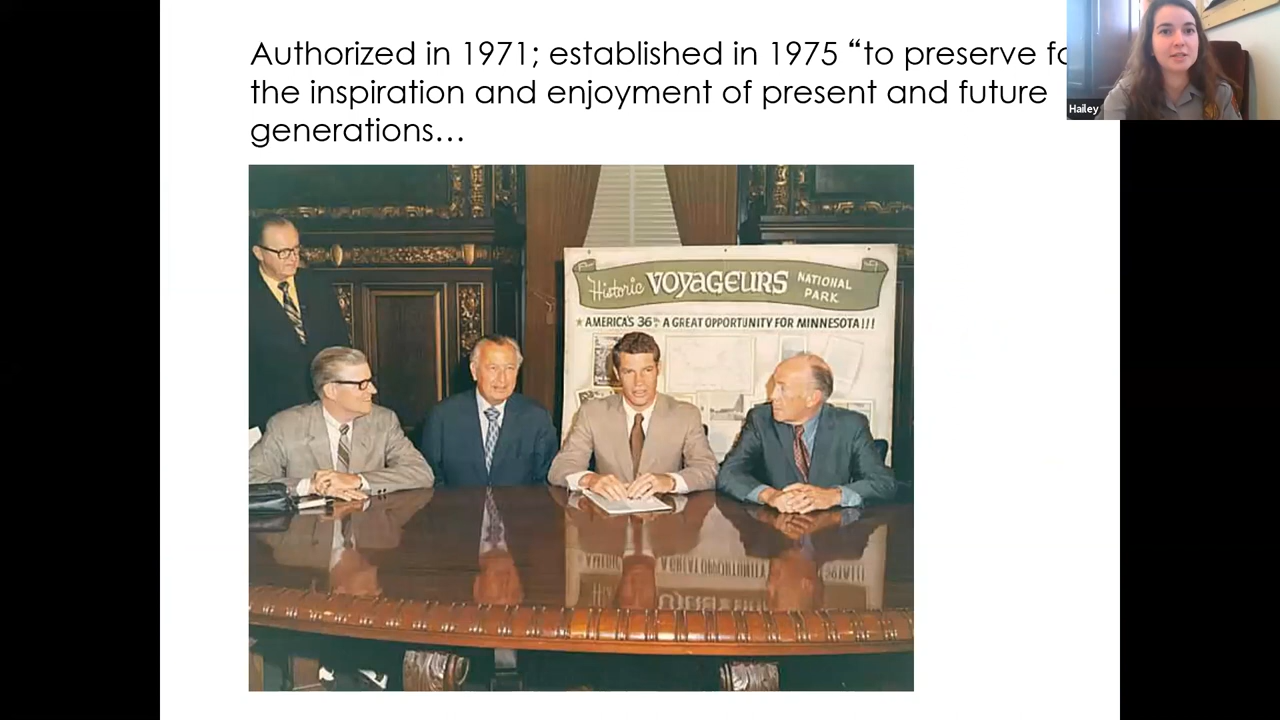 Authorized in 1971; established in 1975 “to preserve fo
the inspiration and enjoyment of present and future
generations…
Hailey
Historic VOYAGEURS NATIONAL PARK
★ AMERICA'S 36TH A GREAT OPPORTUNITY FOR MINNESOTA!!!